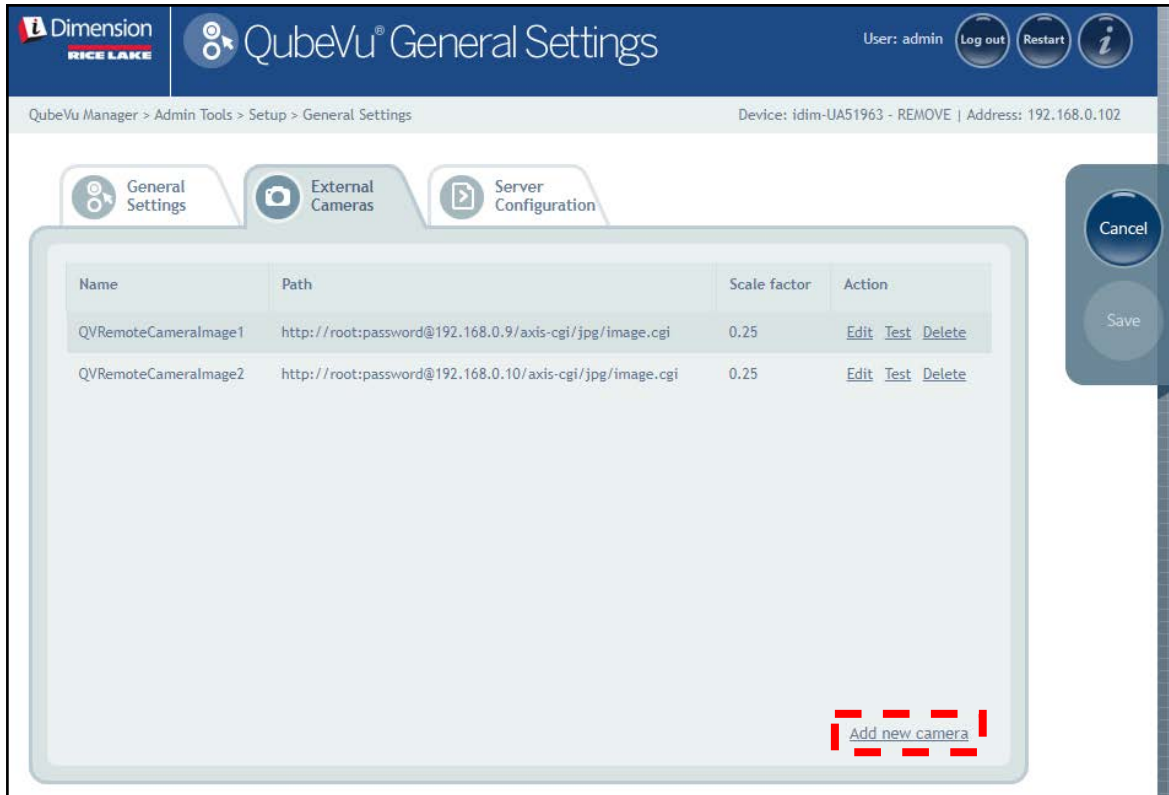 i Dimension
RICE LAKE
QubeVu® General Settings
User: admin
Log out
Restart
i
QubeVu Manager > Admin Tools > Setup > General Settings
Device: idim-UA51963 - REMOVE | Address: 192.168.0.102
General
Settings
External
Cameras
Server
Configuration
Cancel
Save
Name Path Scale factor Action
QVRemoteCameraImage1 http://root:password@192.168.0.9/axis-cgi/jpg/image.cgi 0.25 Edit Test Delete
QVRemoteCameraImage2 http://root:password@192.168.0.10/axis-cgi/jpg/image.cgi 0.25 Edit Test Delete
Add new camera